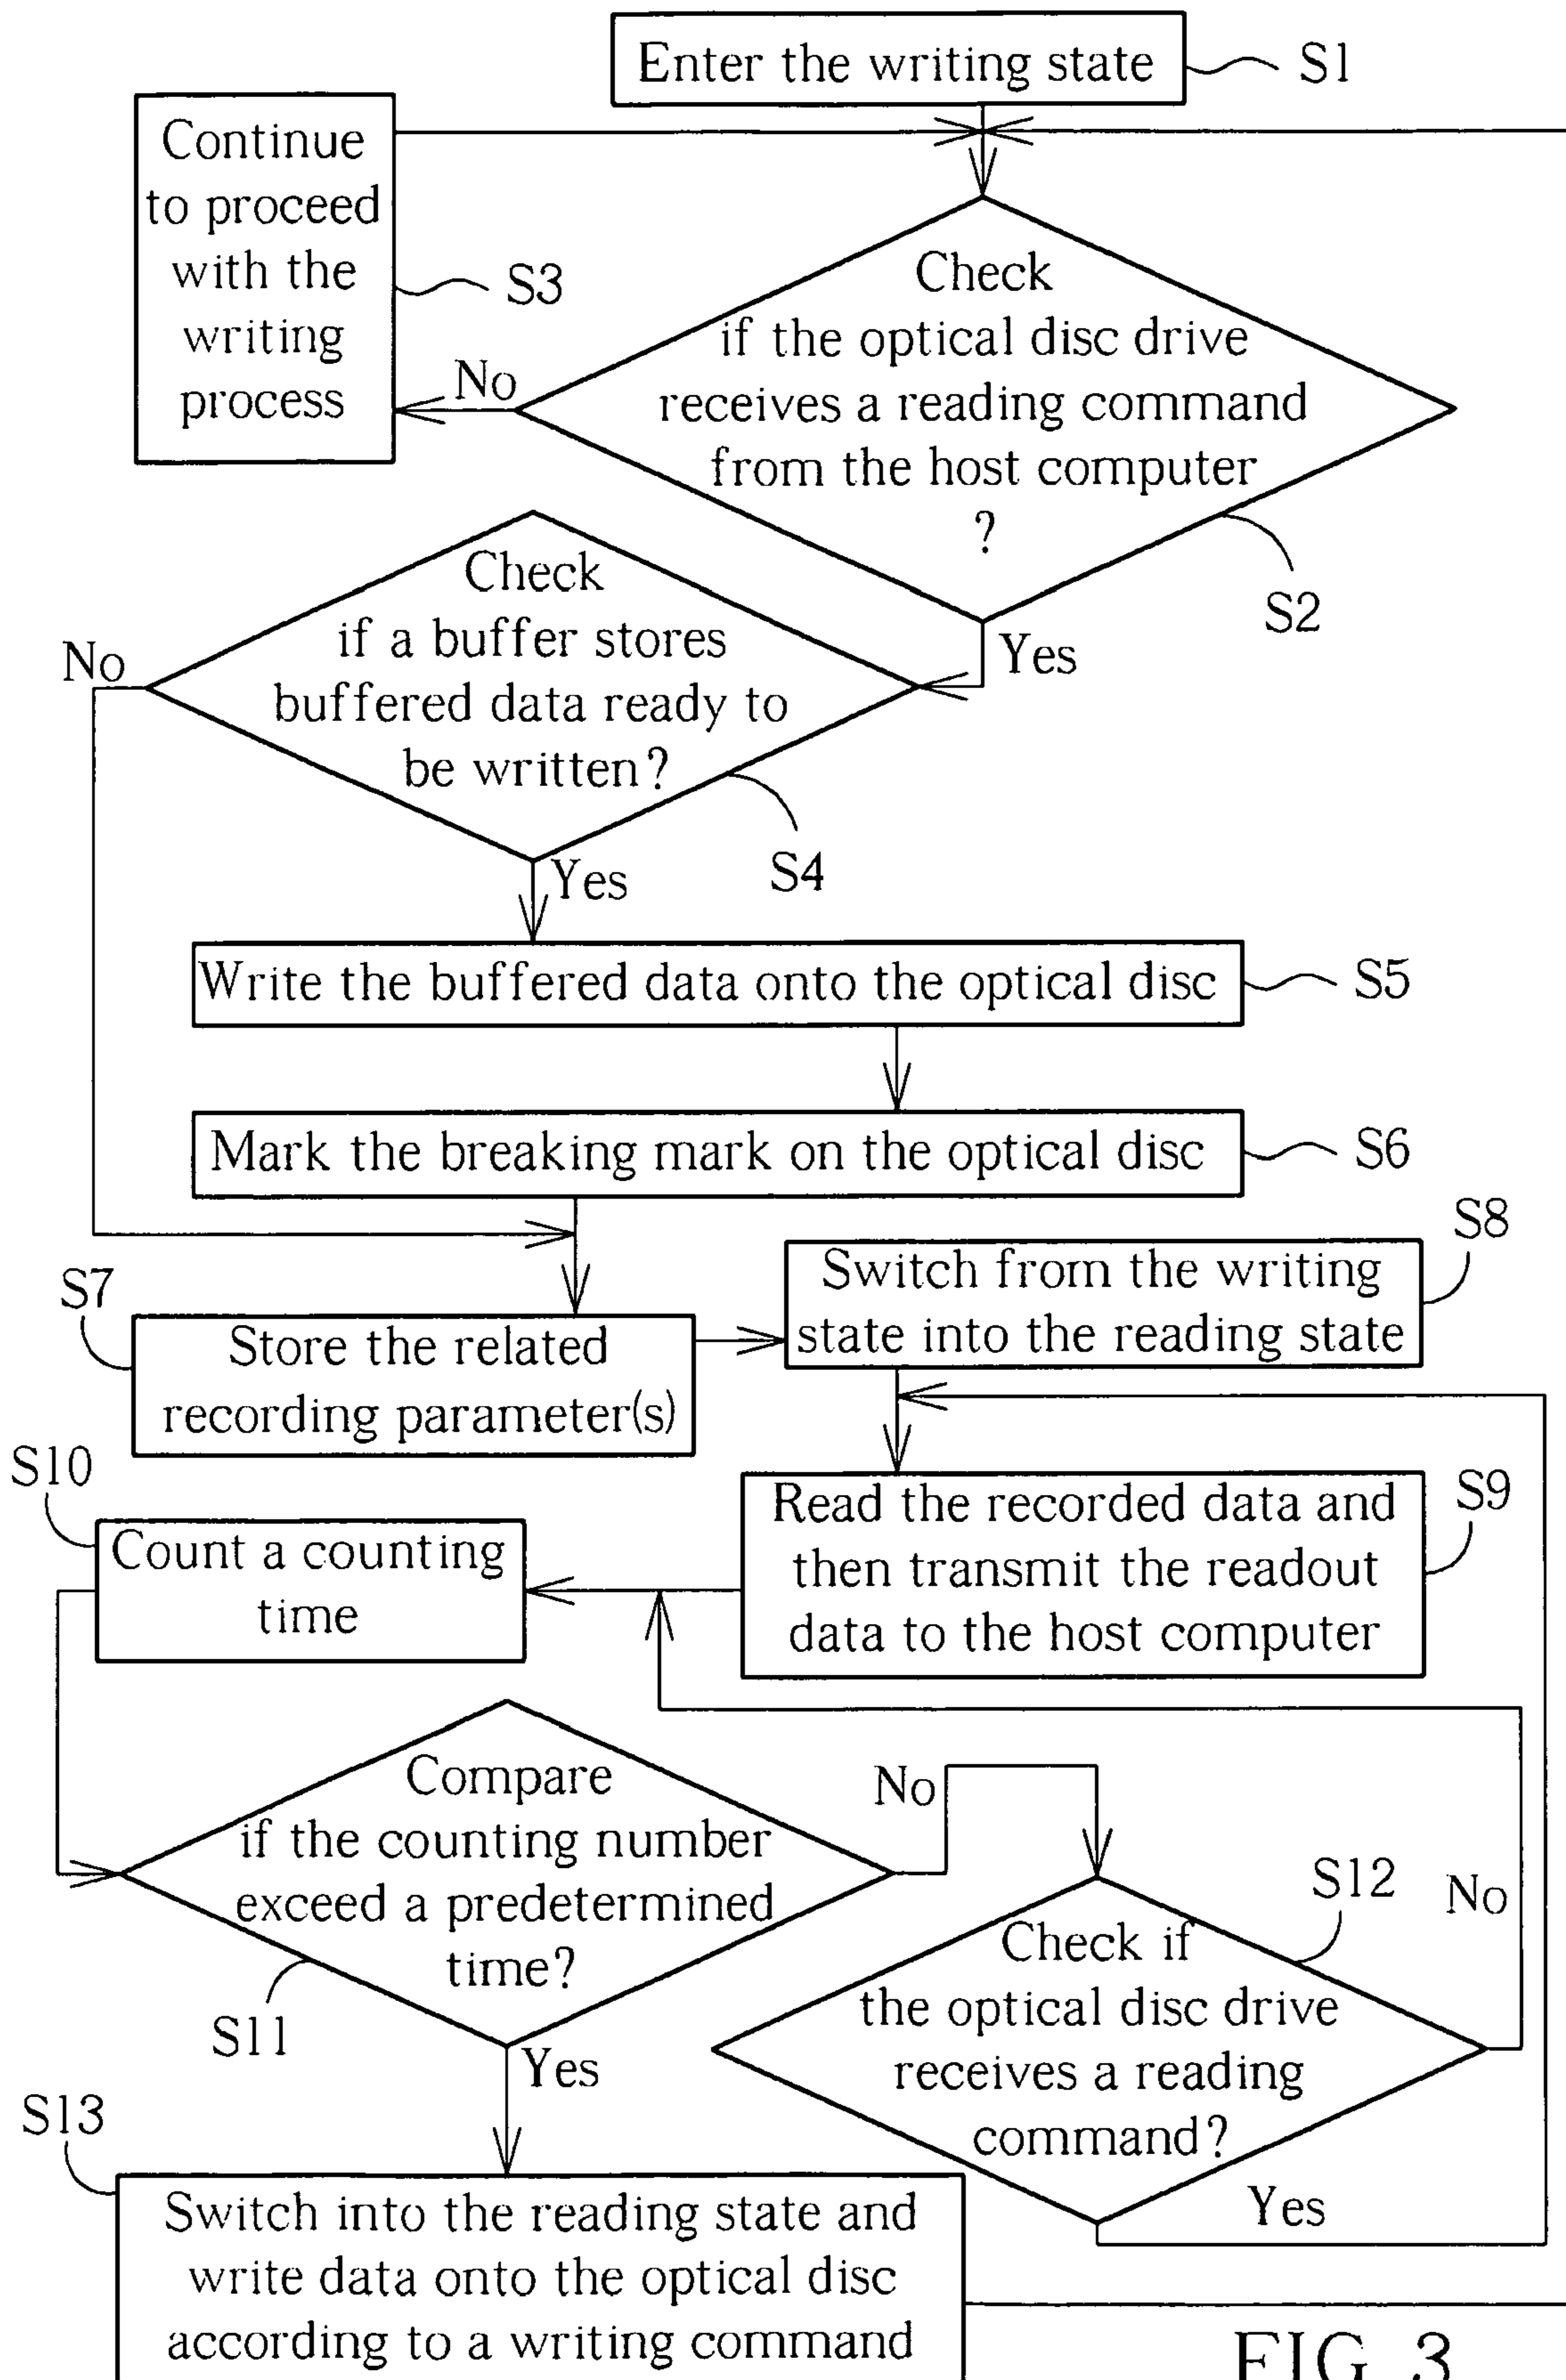 Enter the writing state
S1
Continue
to proceed
with the
writing
process
S3
Check
if the optical disc drive
receives a reading command
from the host computer
?
No
S2
Yes
Check
if a buffer stores
buffered data ready to
be written?
No
S4
Yes
Write the buffered data onto the optical disc
S5
Mark the breaking mark on the optical disc
S6
S7
Store the related
recording parameter(s)
S8
Switch from the writing
state into the reading state
S9
Read the recorded data and
then transmit the readout
data to the host computer
S10
Count a counting
time
Compare
if the counting number
exceed a predetermined
time?
No
S11
Yes
S12
Check if
the optical disc drive
receives a reading
command?
No
Yes
S13
Switch into the reading state and
write data onto the optical disc
according to a writing command
FIG 3